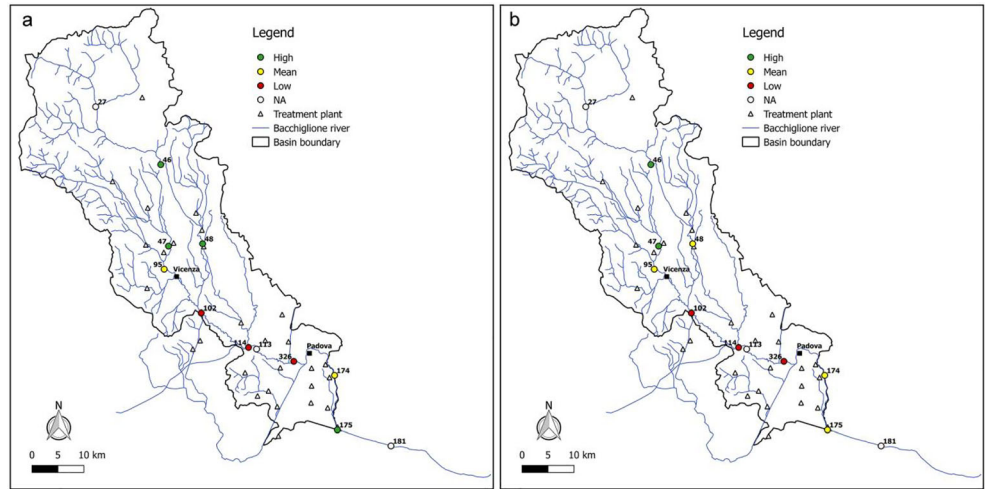 a
Legend
High
Mean
Low
NA
Treatment plant
Bacchiglione river
Basin boundary
27
46
47
48
95
Vicenza
102
114
113
326
Padova
174
175
181
N
0 5 10 km
b
Legend
High
Mean
Low
NA
Treatment plant
Bacchiglione river
Basin boundary
27
46
47
48
95
Vicenza
102
114
113
326
Padova
174
175
181
N
0 5 10 km